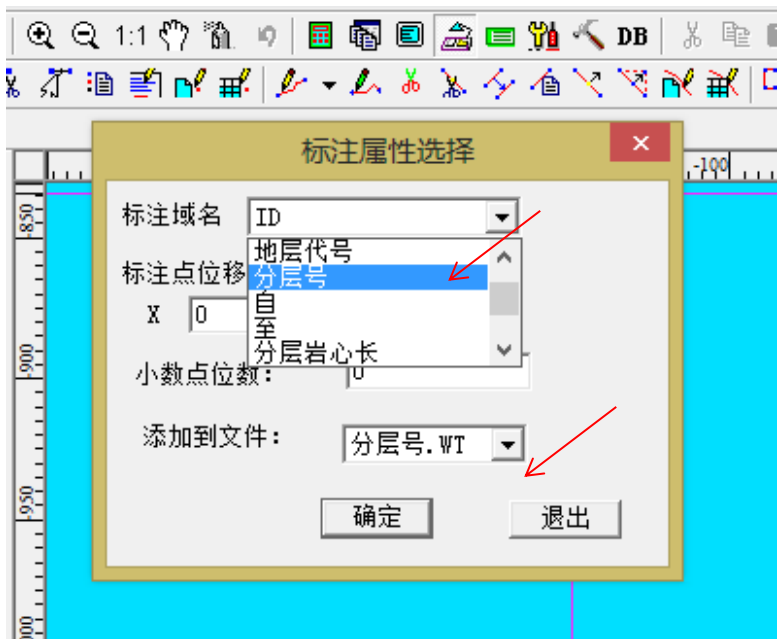 1:1
DB
标注属性选择
-100
标注域名 ID
地层代号
-850
标注点位移
分层号
X 0
自
至
分层岩心长
-900
小数点位数: 0
添加到文件: 分层号.WT
-950
确定 退出